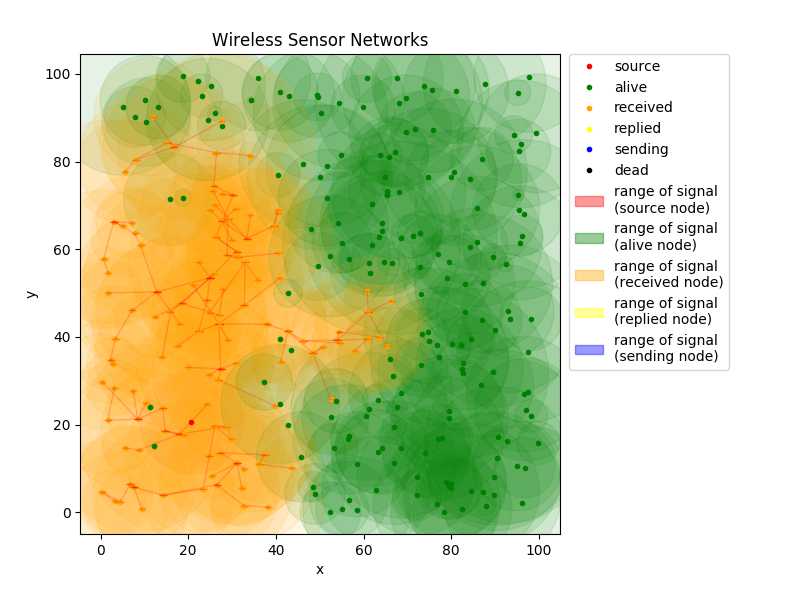 Wireless Sensor Networks
100
80
60
40
20
0
y
0 20 40 60 80 100
x
source
alive
received
replied
sending
dead
range of signal
(source node)
range of signal
(alive node)
range of signal
(received node)
range of signal
(replied node)
range of signal
(sending node)